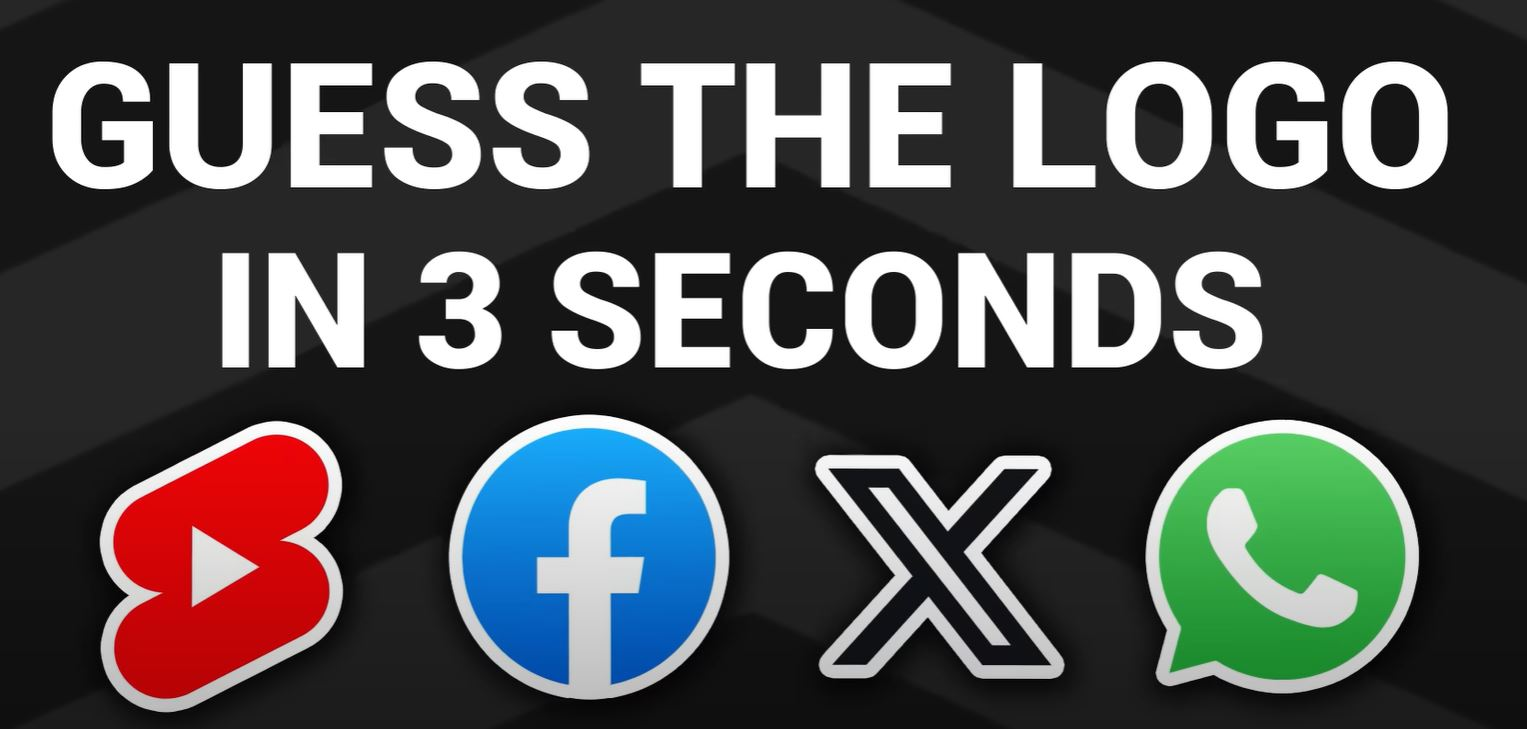 GUESS THE LOGO
IN 3 SECONDS
f X